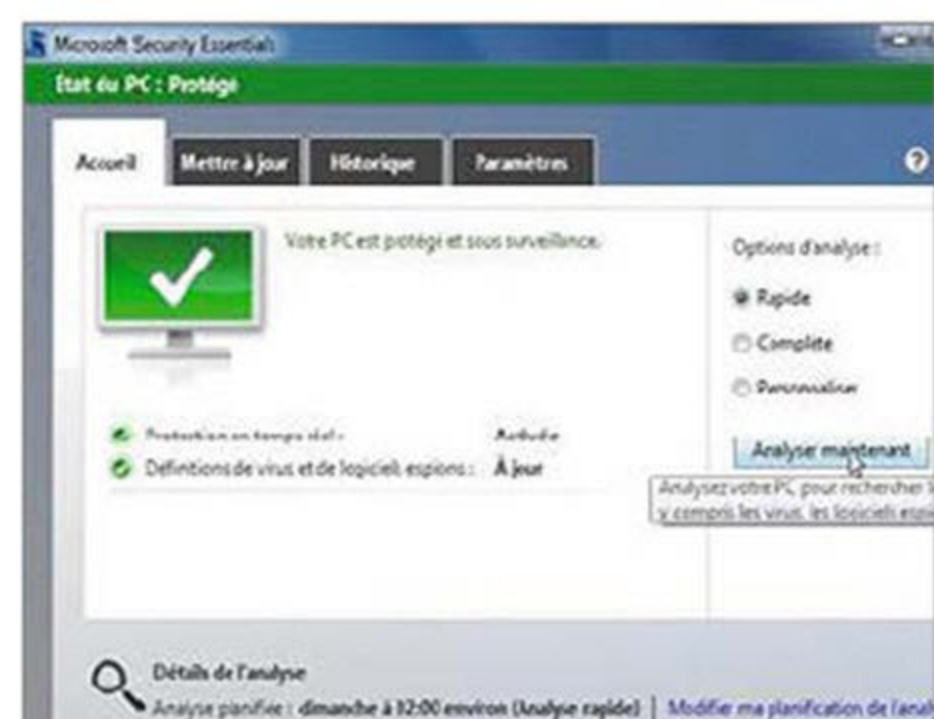 Microsoft Security Essentials
État du PC : Protégé
Accueil
Mettre à jour
Historique
Paramètres
?
Votre PC est protégé et sous surveillance.
Options d'analyse :
Rapide
Complète
Personnaliser
Protection en temps réel : Activée
Définitions de virus et de logiciels espions : À jour
Analyser maintenant
Analysez votre PC pour rechercher
y compris les virus, les logiciels
Détails de l'analyse
Analyse planifiée : dimanche à 12:00 environ (Analyse rapide) | Modifier ma planification de